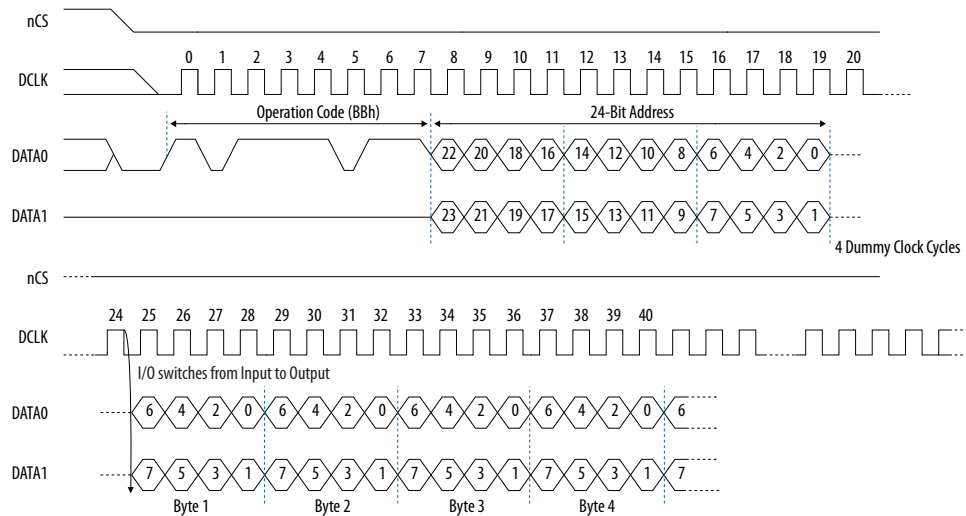 nCS
0 1 2 3 4 5 6 7 8 9 10 11 12 13 14 15 16 17 18 19 20
DCLK
Operation Code (BBh) 24-Bit Address
DATA0 22 20 18 16 14 12 10 8 6 4 2 0
DATA1 23 21 19 17 15 13 11 9 7 5 3 1
4 Dummy Clock Cycles
nCS
24 25 26 27 28 29 30 31 32 33 34 35 36 37 38 39 40
DCLK
I/O switches from Input to Output
DATA0 6 4 2 0 6 4 2 0 6 4 2 0 6 4 2 0 6
DATA1 7 5 3 1 7 5 3 1 7 5 3 1 7 5 3 1 7
Byte 1 Byte 2 Byte 3 Byte 4